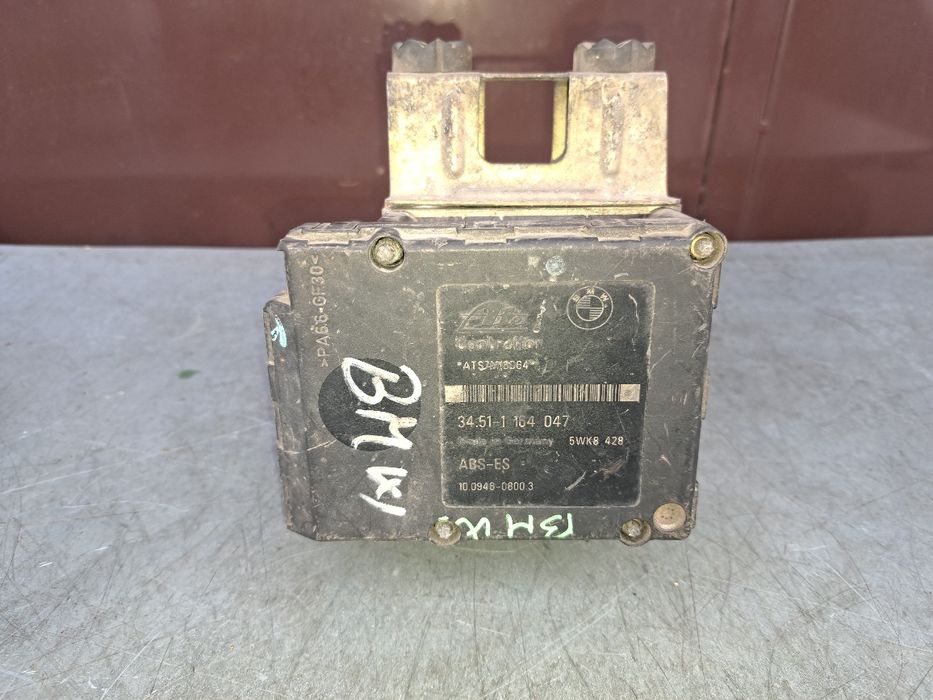 >PA66-GF30<
Ate
BMW
34.51-1 164 047
Made in Germany 5WK8 428
ABS-ES
10.0946-0800.3
BMW
BMW